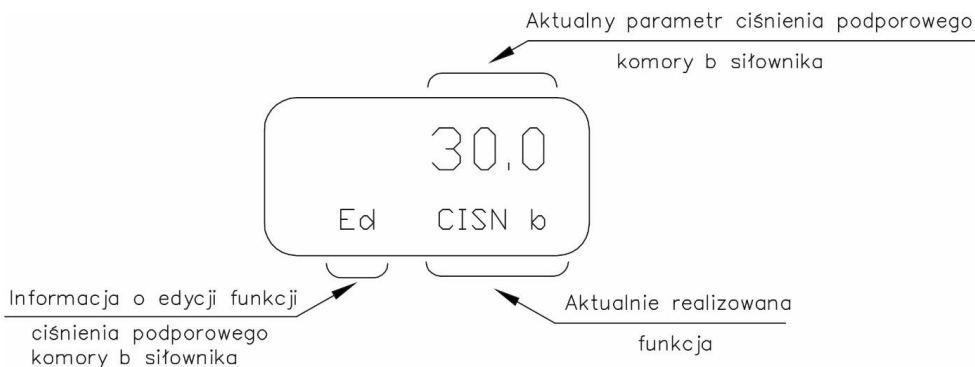 Aktualny parametr ciśnienia podporowego
komory b siłownika
30.0
Ed CISN b
Informacja o edycji funkcji
ciśnienia podporowego
komory b siłownika
Aktualnie realizowana
funkcja